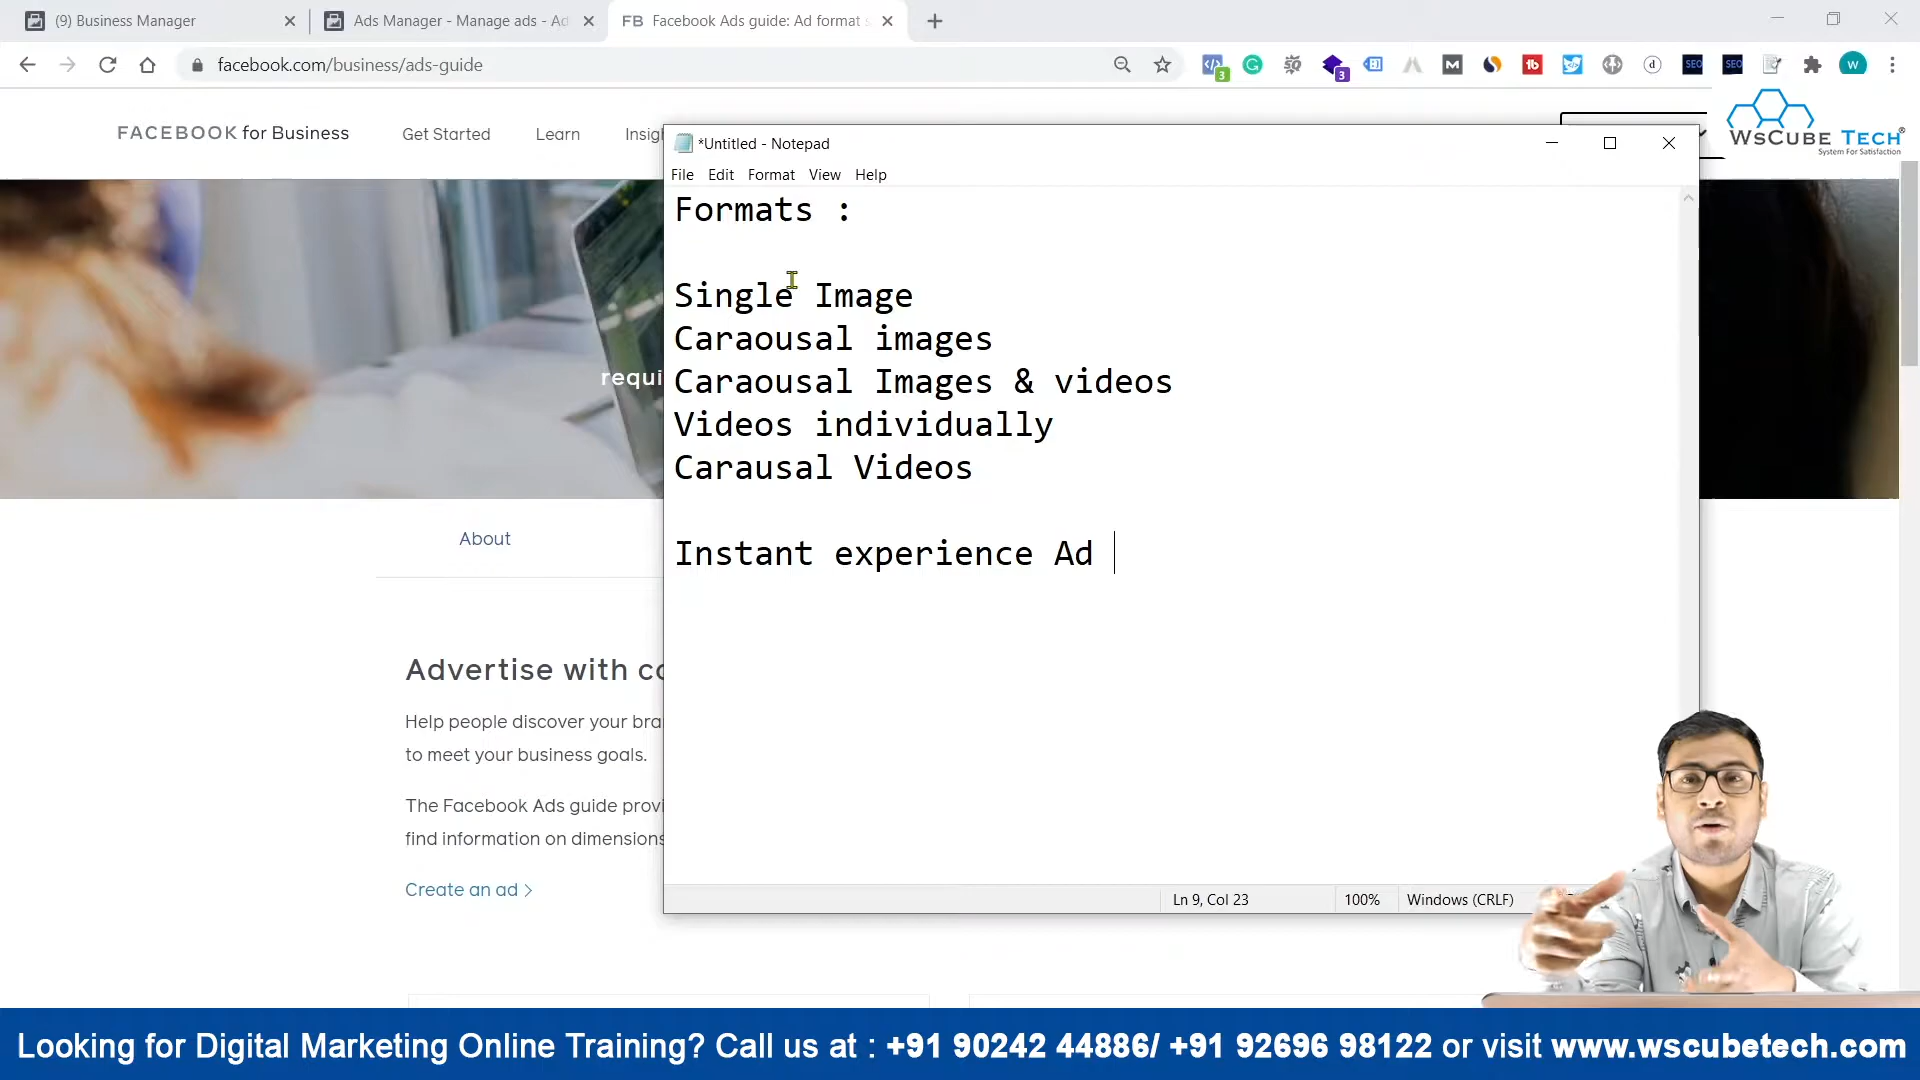 (9) Business Manager
Ads Manager - Manage ads - Ad
FB Facebook Ads guide: Ad format s
facebook.com/business/ads-guide
FACEBOOK for Business
Get Started
Learn
Insigh
WsCube Tech®
System For Satisfaction
*Untitled - Notepad
File Edit Format View Help
Formats :
Single Image
Caraousal images
Caraousal Images & videos
Videos individually
Carausal Videos
Instant experience Ad
requi
About
Advertise with co
Help people discover your bra
to meet your business goals.
The Facebook Ads guide provi
find information on dimensions
Create an ad >
Ln 9, Col 23
100%
Windows (CRLF)
Looking for Digital Marketing Online Training? Call us at : +91 90242 44886/ +91 92696 98122 or visit www.wscubetech.com